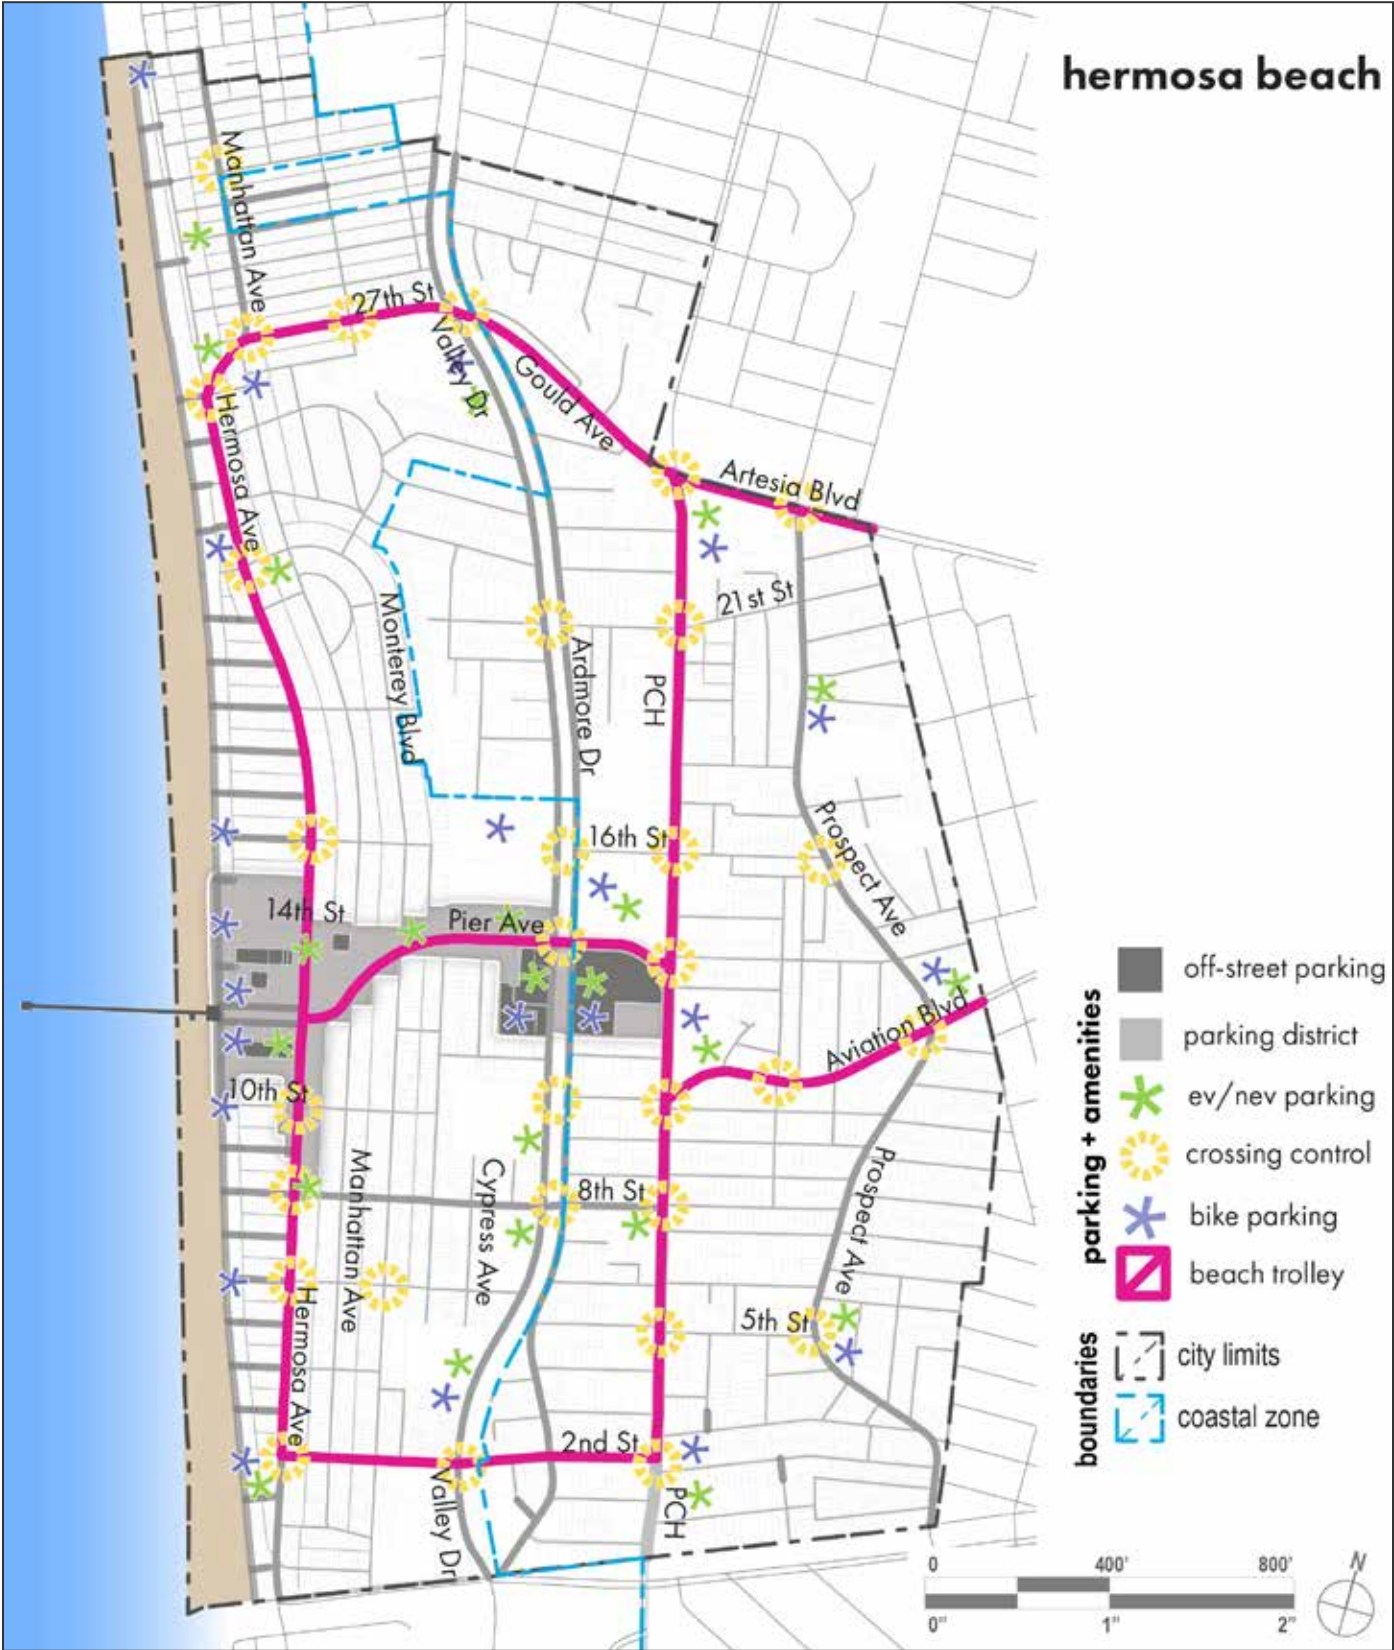 hermosa beach
Manhattan Ave
27th St
Valley Dr
Gould Ave
Hermosa Ave
Artesia Blvd
21st St
Monterey Blvd
Ardmore Dr
PCH
16th St
Prospect Ave
14th St
Pier Ave
Aviation Blvd
10th St
Manhattan Ave
Cypress Ave
8th St
Prospect Ave
5th St
Hermosa Ave
2nd St
Valley Dr
PCH
parking + amenities
off-street parking
parking district
ev/nev parking
crossing control
bike parking
beach trolley
boundaries
city limits
coastal zone
0 400' 800'
0" 1" 2"
N